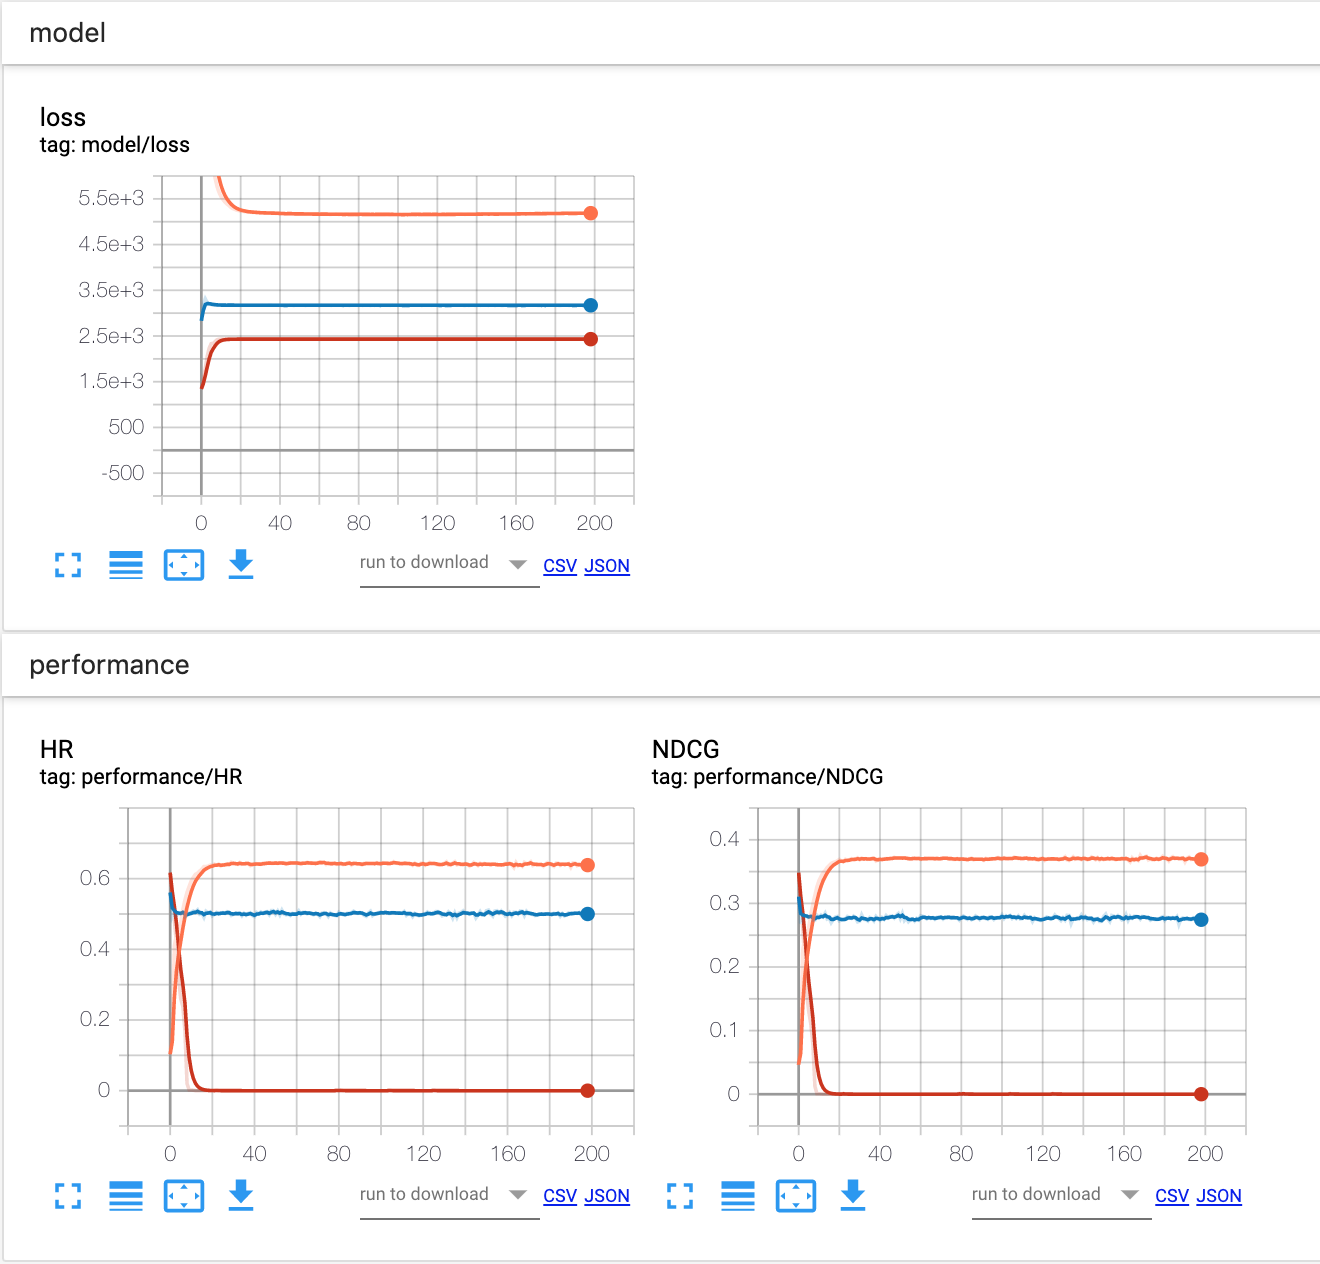 model
loss
tag: model/loss
5.5e+3
4.5e+3
3.5e+3
2.5e+3
1.5e+3
500
-500
0 40 80 120 160 200
run to download CSV JSON
performance
HR
tag: performance/HR
0.6
0.4
0.2
0
0 40 80 120 160 200
run to download CSV JSON
NDCG
tag: performance/NDCG
0.4
0.3
0.2
0.1
0
0 40 80 120 160 200
run to download CSV JSON